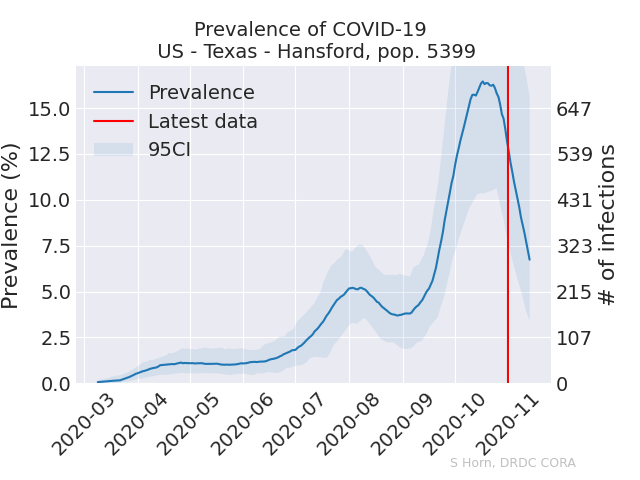 Prevalence of COVID-19
US - Texas - Hansford, pop. 5399
Prevalence
Latest data
95CI
Prevalence (%)
15.0
12.5
10.0
7.5
5.0
2.5
0.0
647
539
431
323
215
107
0
# of infections
2020-03
2020-04
2020-05
2020-06
2020-07
2020-08
2020-09
2020-10
2020-11
S Horn, DRDC CORA